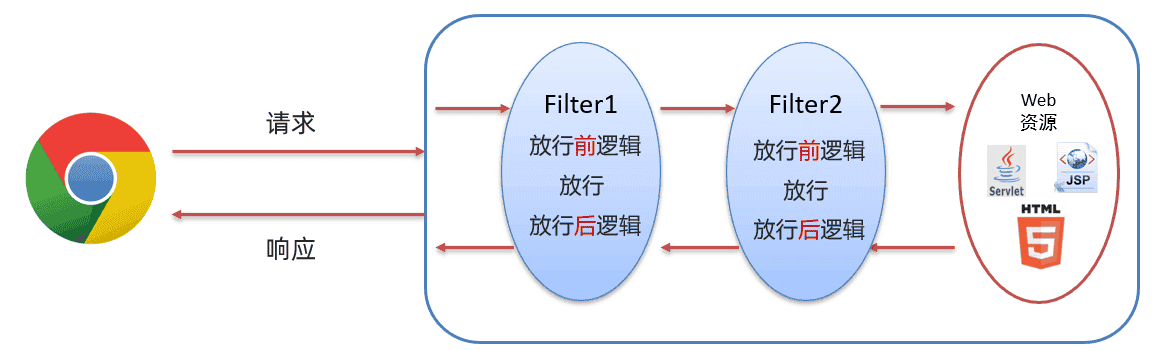 请求
响应
Filter1
放行前逻辑
放行
放行后逻辑
Filter2
放行前逻辑
放行
放行后逻辑
Web
资源
Servlet
JSP
HTML
5